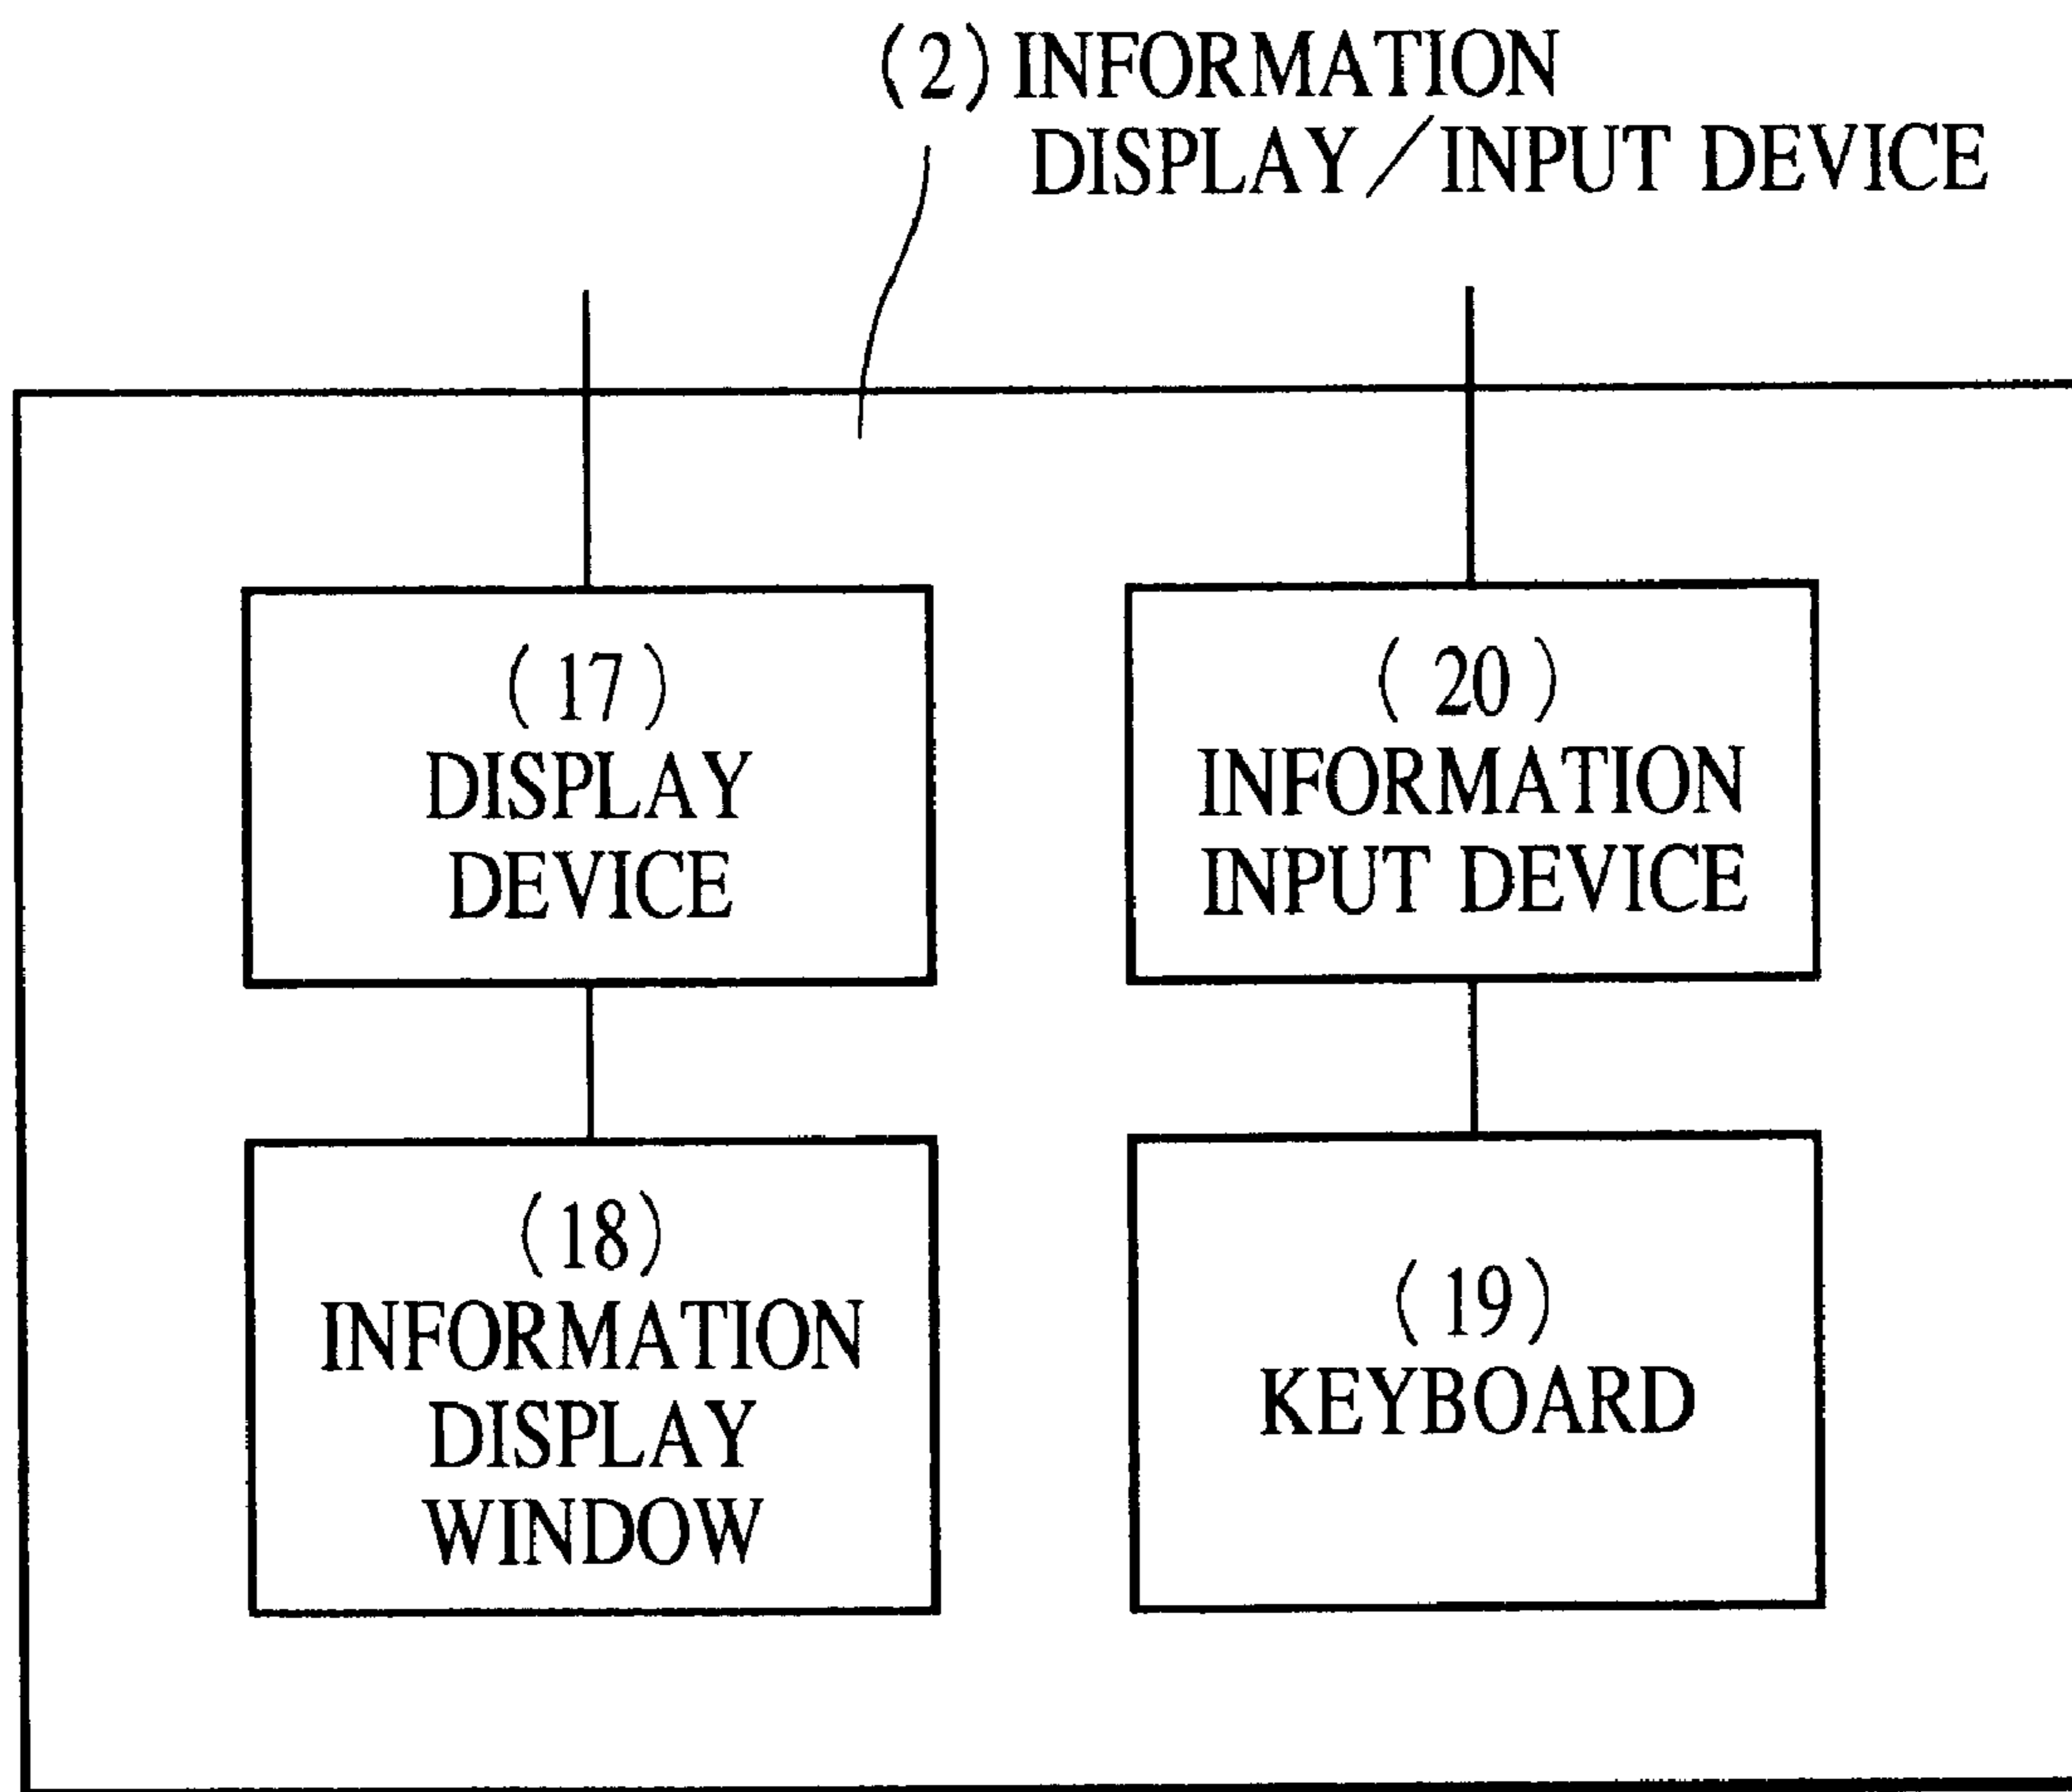 (2) INFORMATION
DISPLAY/INPUT DEVICE
(17)
DISPLAY
DEVICE
(20)
INFORMATION
INPUT DEVICE
(18)
INFORMATION
DISPLAY
WINDOW
(19)
KEYBOARD